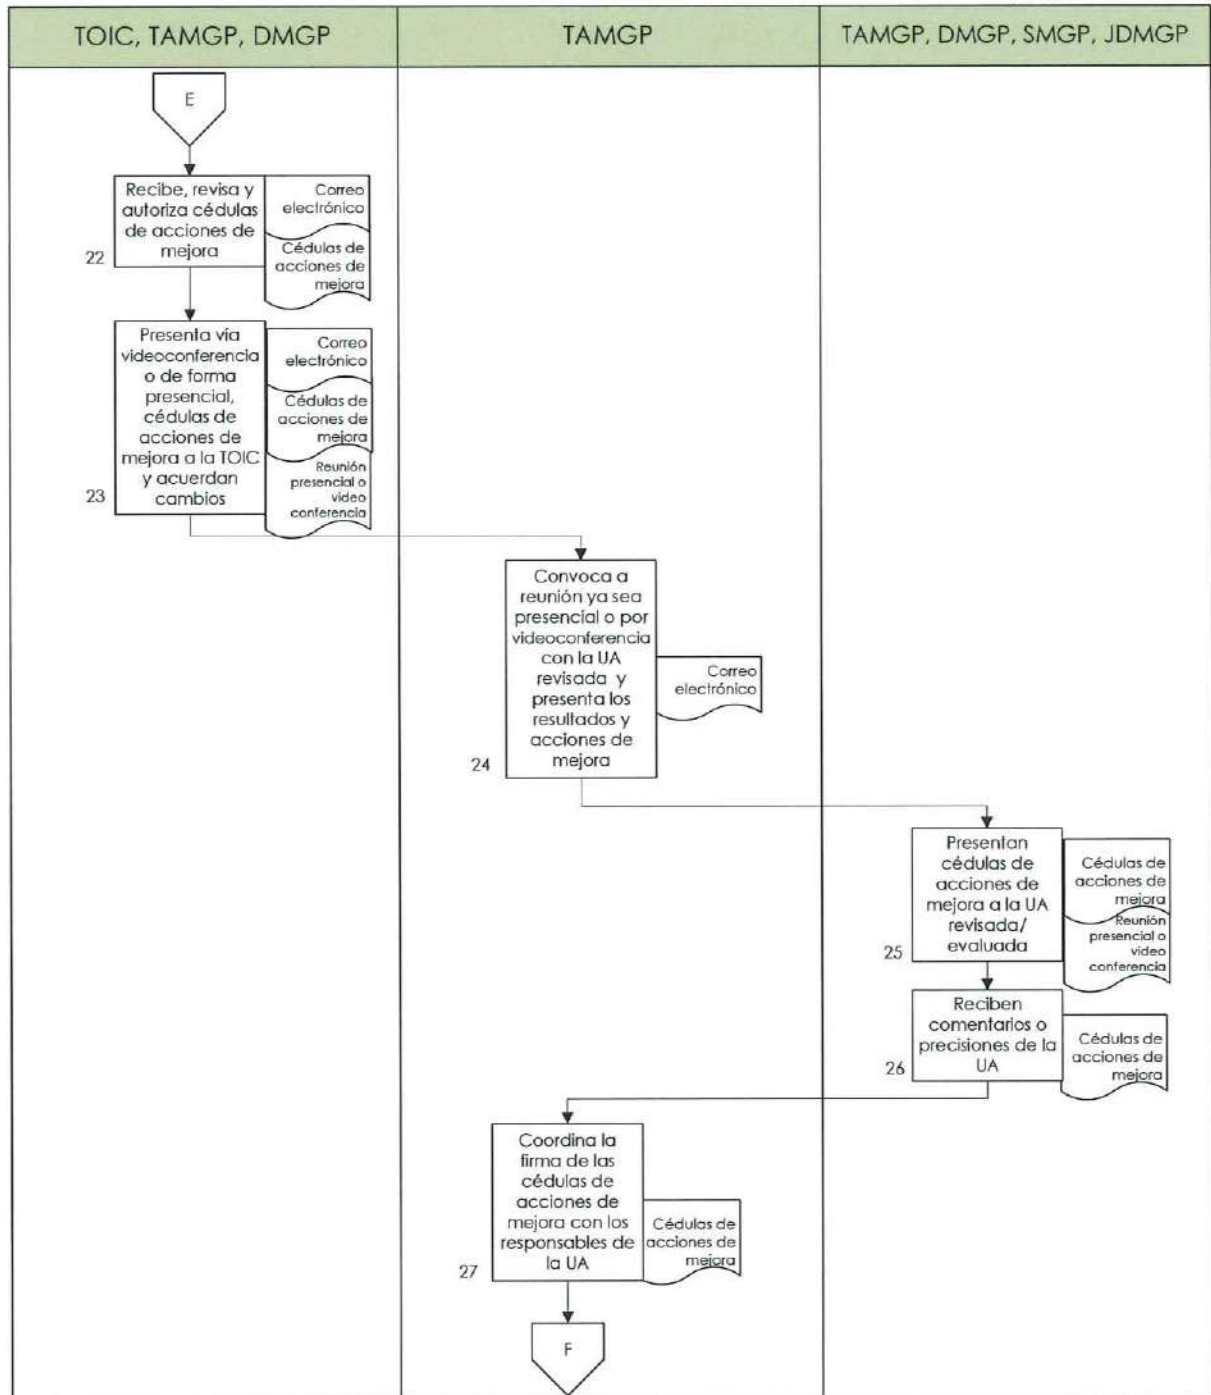 TOIC, TAMGP, DMGP
TAMGP
TAMGP, DMGP, SMGP, JDMGP
E
Recibe, revisa y
autoriza cédulas
de acciones de
mejora
22
Correo
electrónico
Cédulas de
acciones de
mejora
Presenta vía
videoconferencia
o de forma
presencial,
cédulas de
acciones de
mejora a la TOIC
y acuerdan
cambios
23
Correo
electrónico
Cédulas de
acciones de
mejora
Reunión
presencial o
video
conferencia
Convoca a
reunión ya sea
presencial o por
videoconferencia
con la UA
revisada y
presenta los
resultados y
acciones de
mejora
24
Correo
electrónico
Presentan
cédulas de
acciones de
mejora a la UA
revisada/
evaluada
25
Cédulas de
acciones de
mejora
Reunión
presencial o
video
conferencia
Reciben
comentarios o
precisiones de la
UA
26
Cédulas de
acciones de
mejora
Coordina la
firma de las
cédulas de
acciones de
mejora con los
responsables de
la UA
27
Cédulas de
acciones de
mejora
F